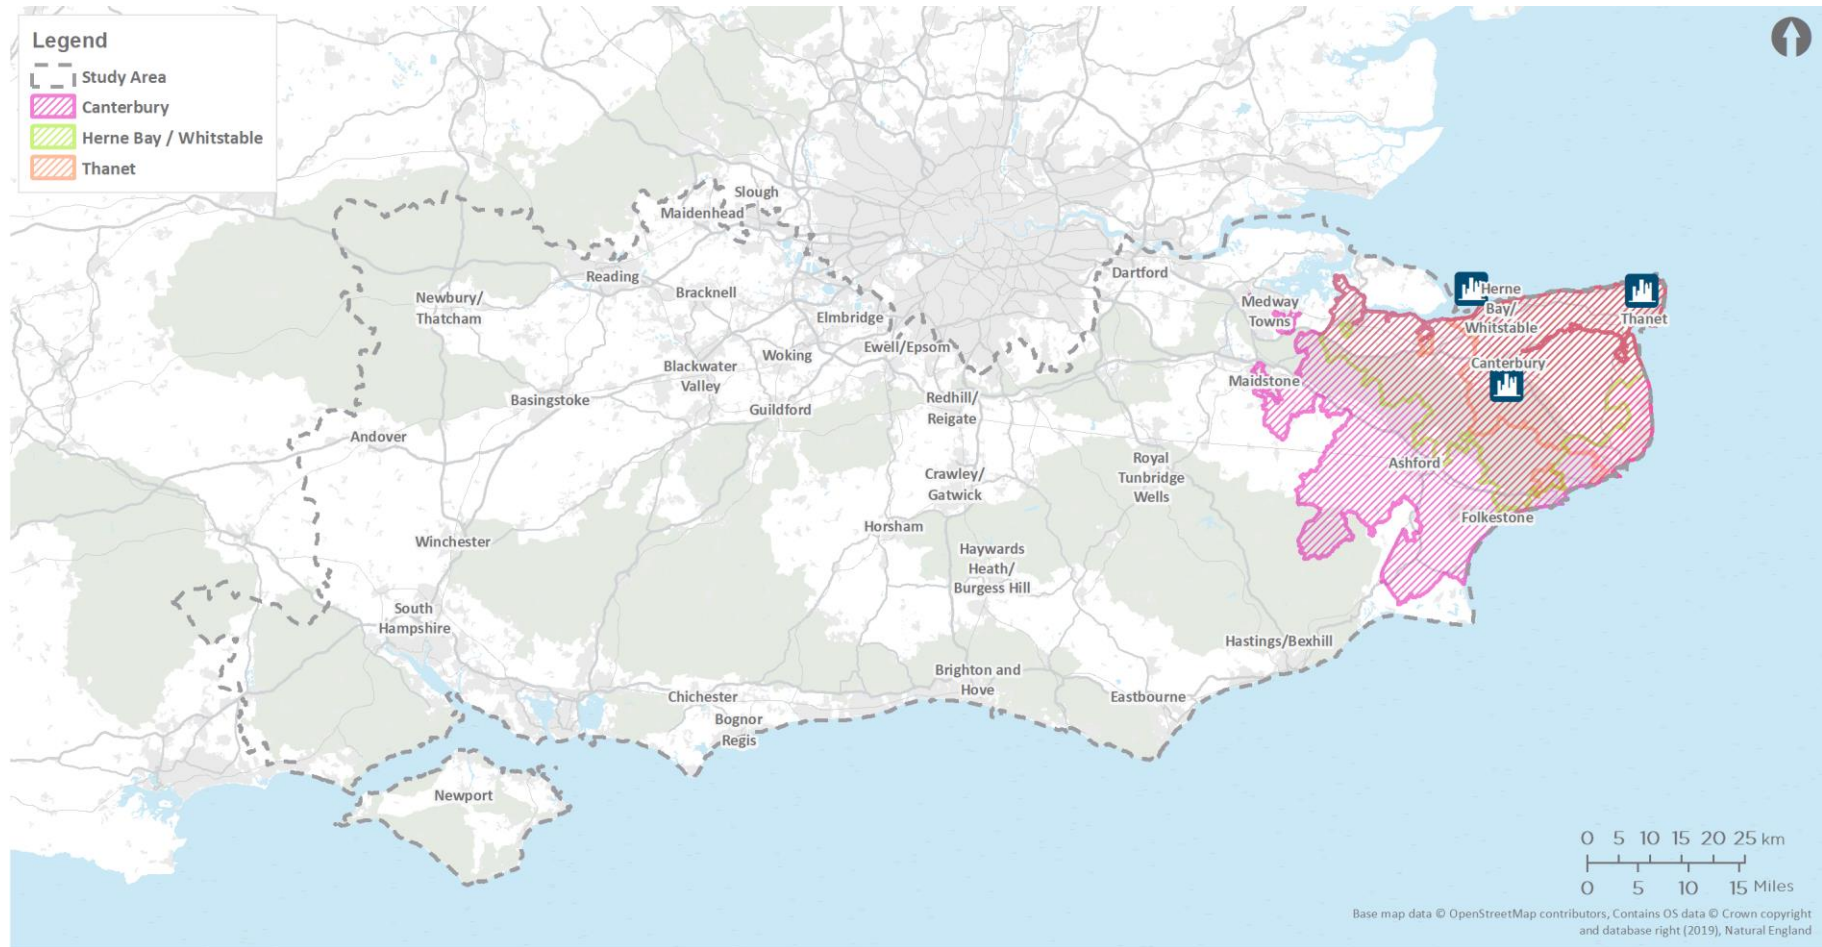 Legend
Study Area
Canterbury
Herne Bay / Whitstable
Thanet
Slough
Maidenhead
Reading
Bracknell
Newbury/
Thatcham
Elmbridge
Dartford
Medway
Towns
Herne
Bay/
Whitstable
Thanet
Ewell/Epsom
Woking
Blackwater
Valley
Canterbury
Maidstone
Basingstoke
Guildford
Redhill/
Reigate
Andover
Ashford
Royal
Tunbridge
Wells
Crawley/
Gatwick
Folkestone
Horsham
Winchester
Haywards
Heath/
Burgess Hill
South
Hampshire
Hastings/Bexhill
Brighton and
Hove
Chichester
Eastbourne
Bognor
Regis
Newport
0 5 10 15 20 25 km
0 5 10 15 Miles
Base map data © OpenStreetMap contributors, Contains OS data © Crown copyright
and database right (2019), Natural England